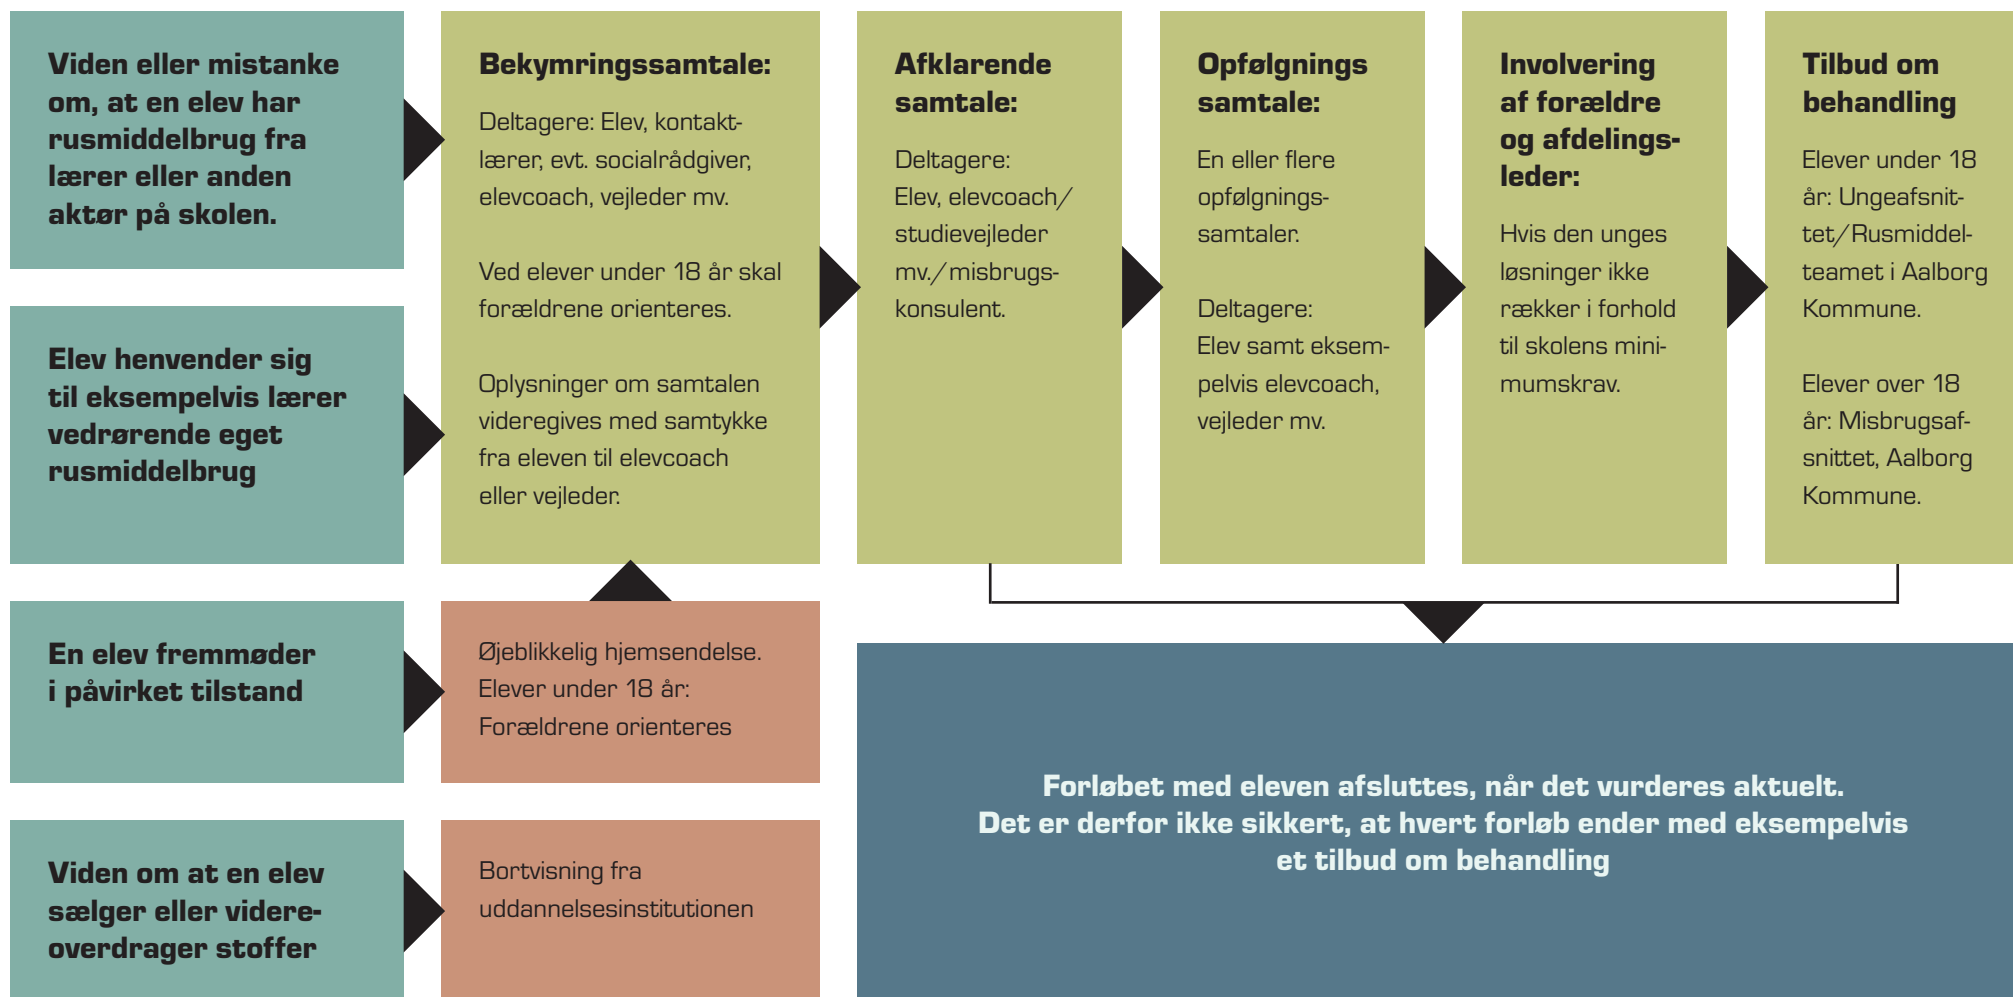 Viden eller mistanke
om, at en elev har
rusmiddelbrug fra
lærer eller anden
aktør på skolen.
Elev henvender sig
til eksempelvis lærer
vedrørende eget
rusmiddelbrug
En elev fremmøder
i påvirket tilstand
Viden om at en elev
sælger eller videre-
overdrager stoffer
Bekymringssamtale:
Deltagere: Elev, kontakt-
lærer, evt. socialrådgiver,
elevcoach, vejleder mv.
Ved elever under 18 år skal
forældrene orienteres.
Oplysninger om samtalen
videregives med samtykke
fra eleven til elevcoach
eller vejleder.
Øjeblikkelig hjemsendelse.
Elever under 18 år:
Forældrene orienteres
Bortvisning fra
uddannelsesinstitutionen
Afklarende
samtale:
Deltagere:
Elev, elevcoach/
studievejleder
mv./misbrugs-
konsulent.
Opfølgnings
samtale:
En eller flere
opfølgnings-
samtaler.
Deltagere:
Elev samt eksem-
pelvis elevcoach,
vejleder mv.
Involvering
af forældre
og afdelings-
leder:
Hvis den unges
løsninger ikke
rækker i forhold
til skolens mini-
mumskrav.
Tilbud om
behandling
Elever under 18
år: Ungeafsnit-
tet/Rusmiddel-
teamet i Aalborg
Kommune.
Elever over 18
år: Misbrugsaf-
snittet, Aalborg
Kommune.
Forløbet med eleven afsluttes, når det vurderes aktuelt.
Det er derfor ikke sikkert, at hvert forløb ender med eksempelvis
et tilbud om behandling